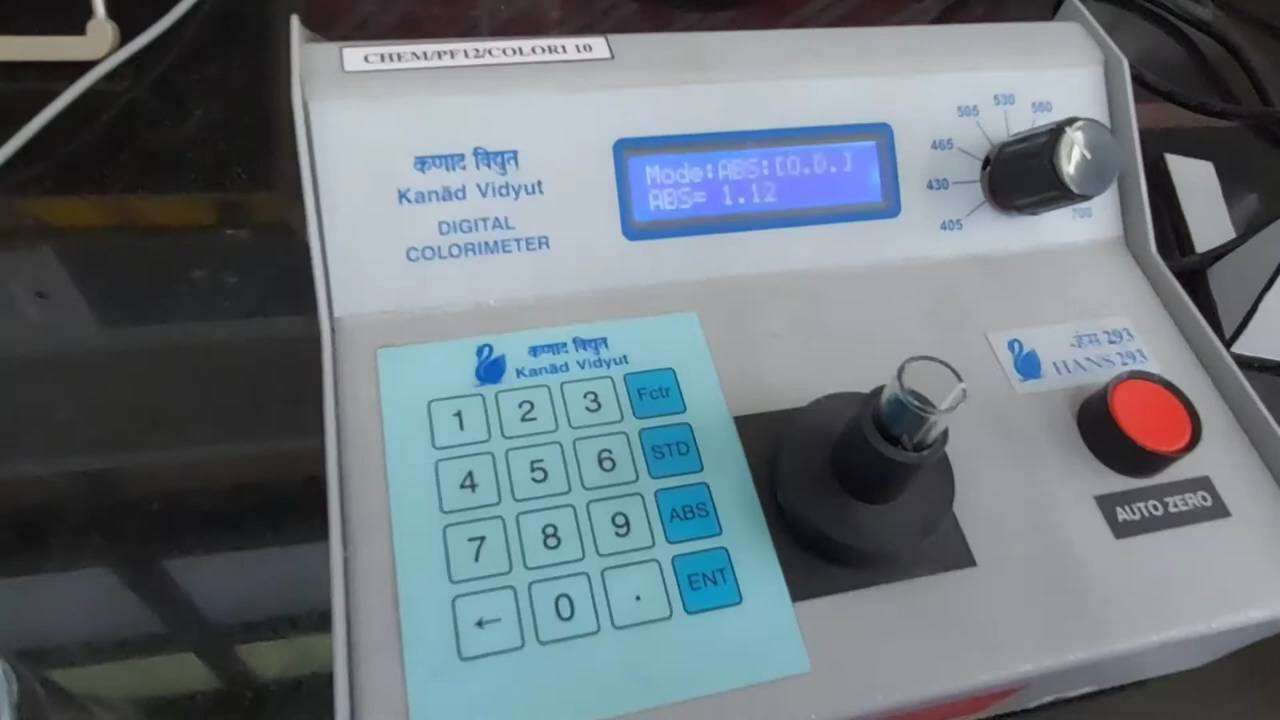 CHEM/PF12/COLORI 10
कणाद विद्युत
Kanād Vidyut
DIGITAL
COLORIMETER
Mode:ABS:[O.D.]
ABS= 1.12
405
430
465
505
530
560
700
कणाद विद्युत
Kanād Vidyut
1 2 3 Fctr
4 5 6 STD
7 8 9 ABS
← 0 . ENT
हंस 293
HANS 293
AUTO ZERO